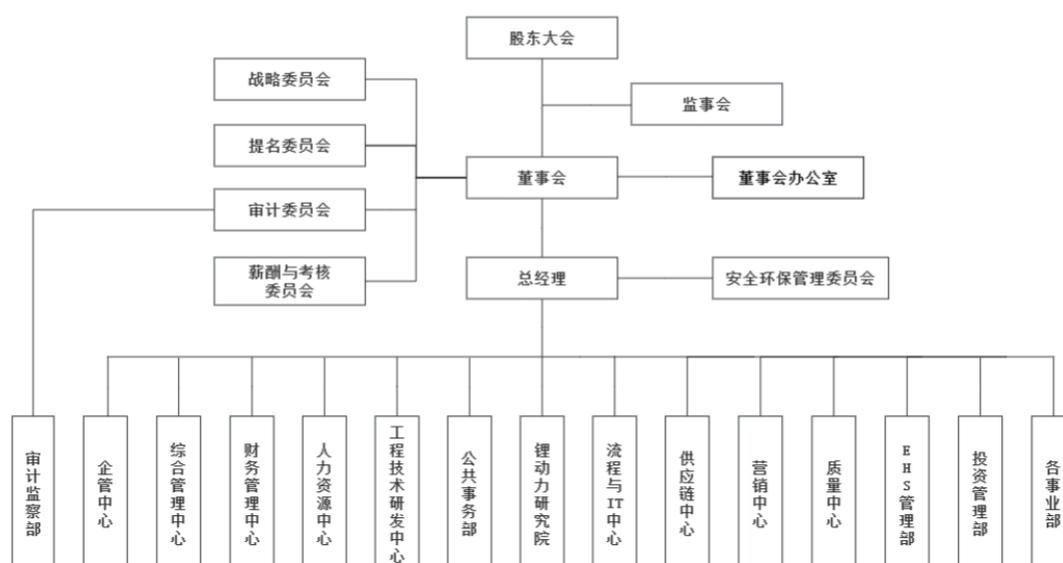 股东大会
战略委员会
监事会
提名委员会
董事会
董事会办公室
审计委员会
薪酬与考核
委员会
总经理
安全环保管理委员会
审计监察部
企管中心
综合管理中心
财务管理中心
人力资源中心
工程技术研发中心
公共事务部
锂动力研究院
流程与IT中心
供应链中心
营销中心
质量中心
EHS管理部
投资管理部
各事业部